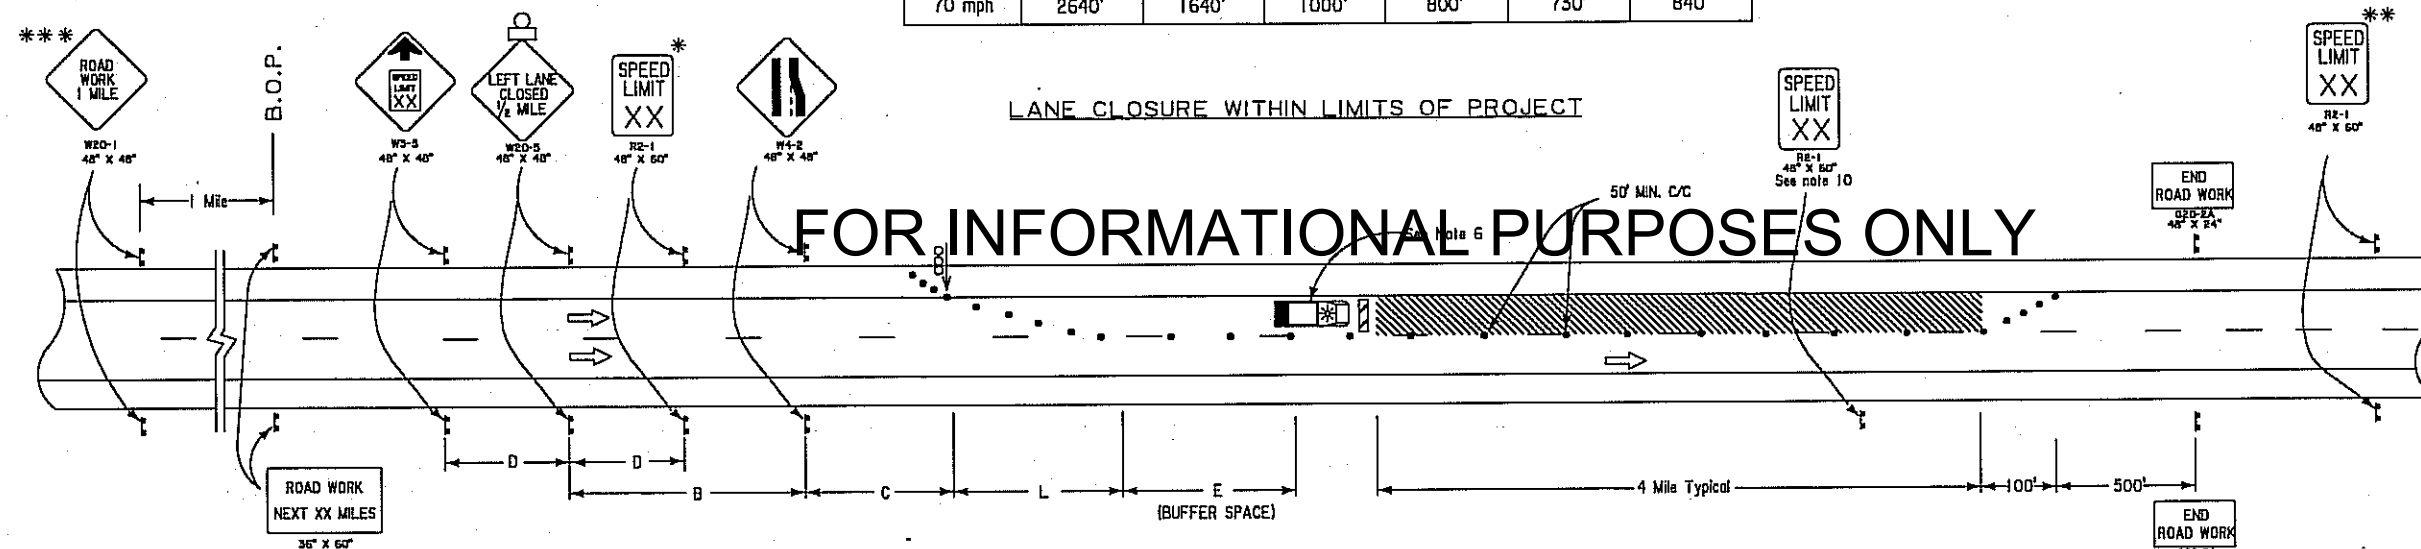 70 mph 2640' 1640' 1000' 800' 730' 840'
***
ROAD
WORK
1 MILE
W20-1
48" X 48"
B.O.P.
SPEED
LIMIT
XX
W3-5
48" X 48"
LEFT LANE
CLOSED
1/2 MILE
W20-5
48" X 48"
*
SPEED
LIMIT
XX
R2-1
48" X 60"
W4-2
48" X 48"
LANE CLOSURE WITHIN LIMITS OF PROJECT
SPEED
LIMIT
XX
R2-1
48" X 60"
See note 10
**
SPEED
LIMIT
XX
R2-1
48" X 60"
END
ROAD WORK
G20-2A
48" X 24"
1 Mile
50' MIN. C/C
FOR INFORMATIONAL PURPOSES ONLY
See Note 6
D
D
B
C
L
E
(BUFFER SPACE)
4 Mile Typical
100'
500'
ROAD WORK
NEXT XX MILES
36" X 60"
END
ROAD WORK